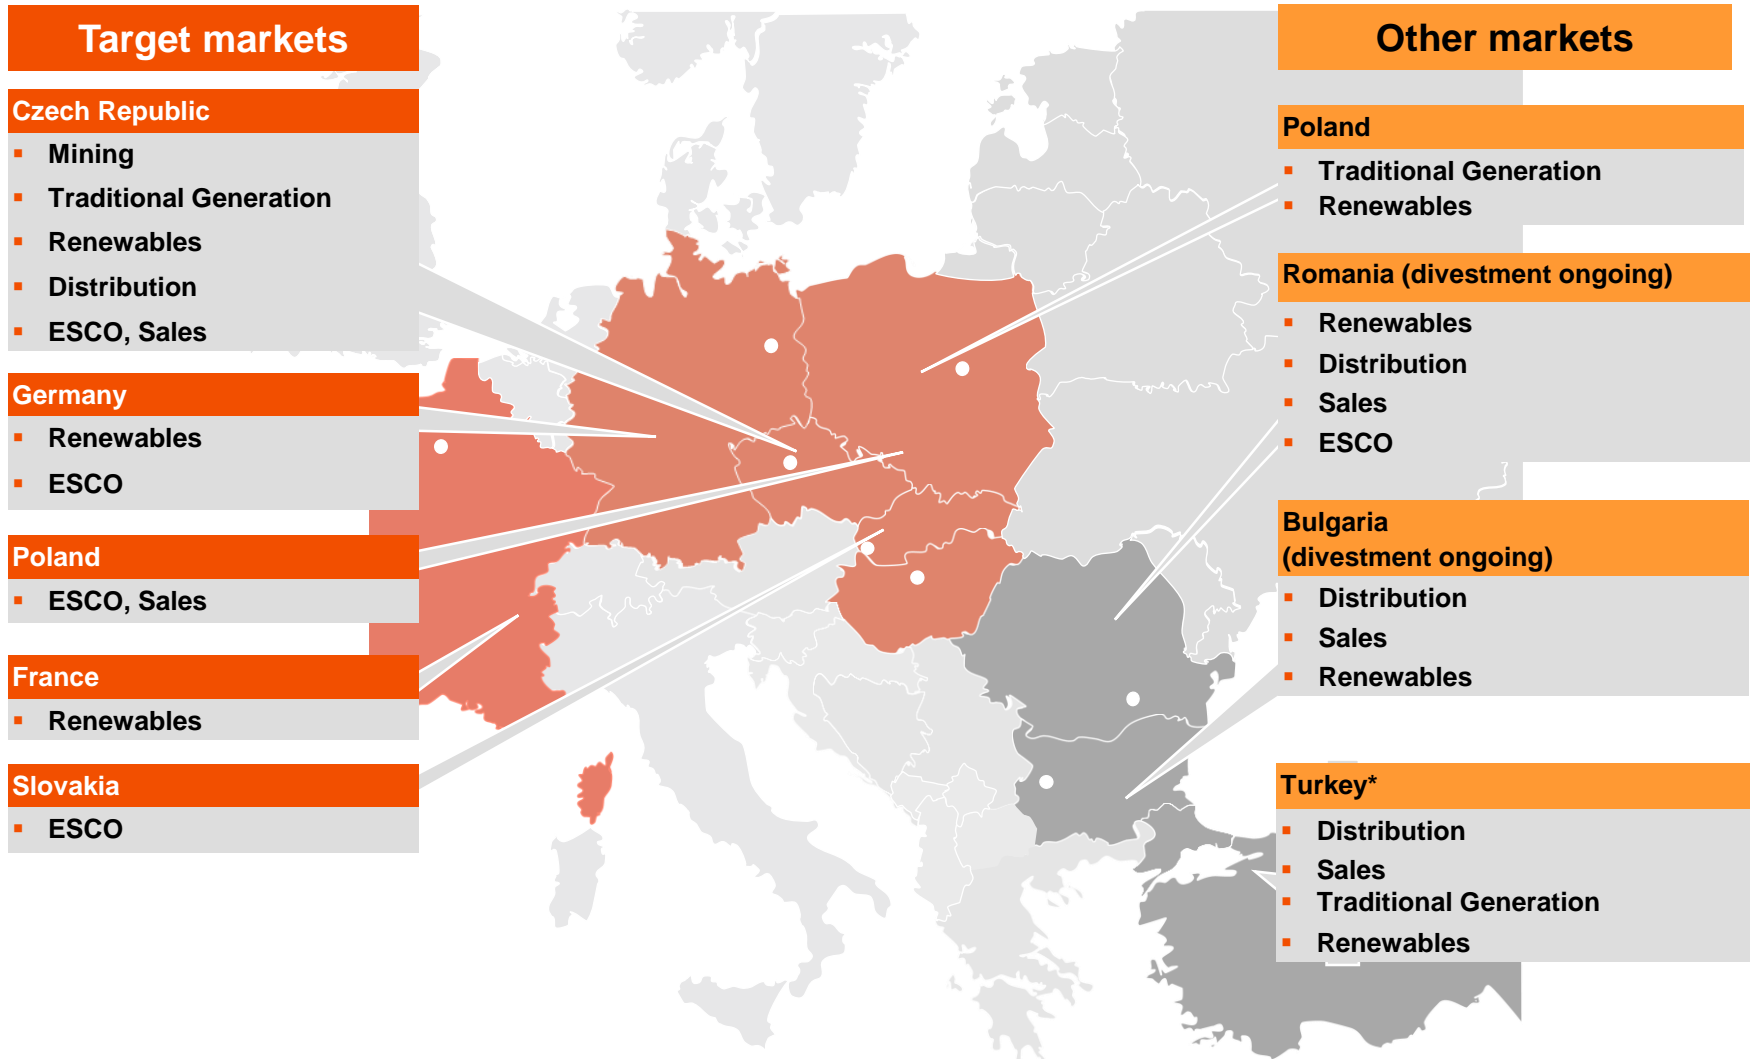 Target markets
Czech Republic
▪ Mining
▪ Traditional Generation
▪ Renewables
▪ Distribution
▪ ESCO, Sales
Germany
▪ Renewables
▪ ESCO
Poland
▪ ESCO, Sales
France
▪ Renewables
Slovakia
▪ ESCO
Other markets
Poland
▪ Traditional Generation
▪ Renewables
Romania (divestment ongoing)
▪ Renewables
▪ Distribution
▪ Sales
▪ ESCO
Bulgaria
(divestment ongoing)
▪ Distribution
▪ Sales
▪ Renewables
Turkey*
▪ Distribution
▪ Sales
▪ Traditional Generation
▪ Renewables